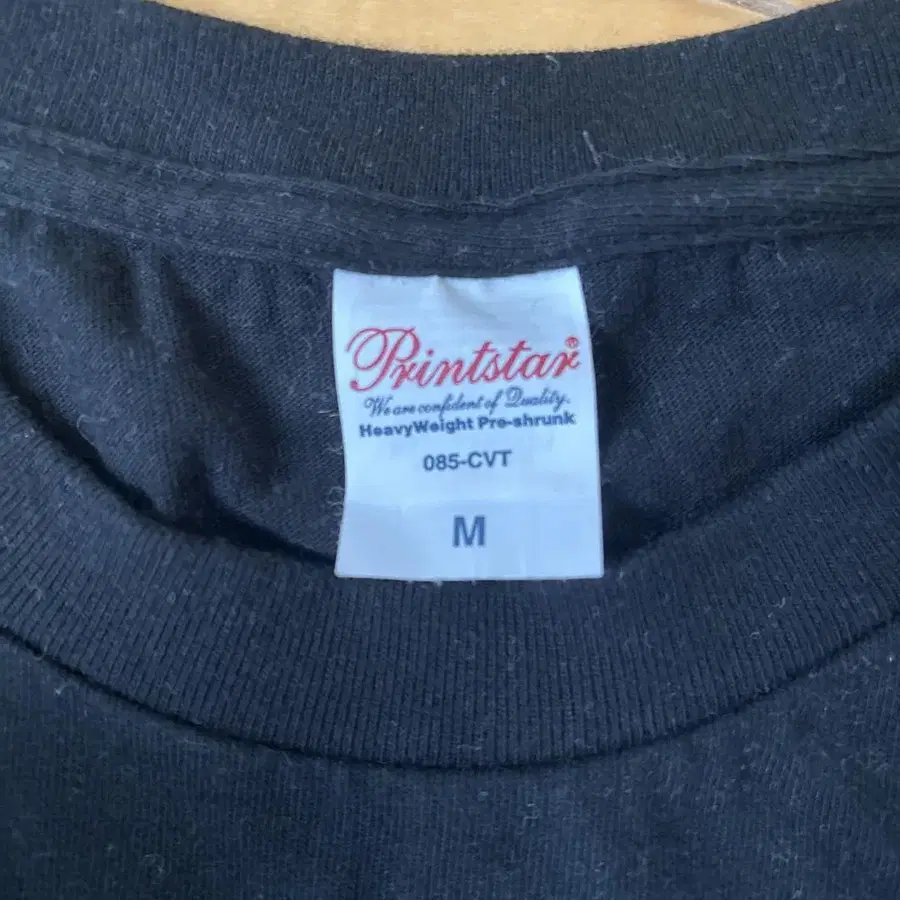 Printstar®
We are confident of Quality.
HeavyWeight Pre-shrunk
085-CVT
M